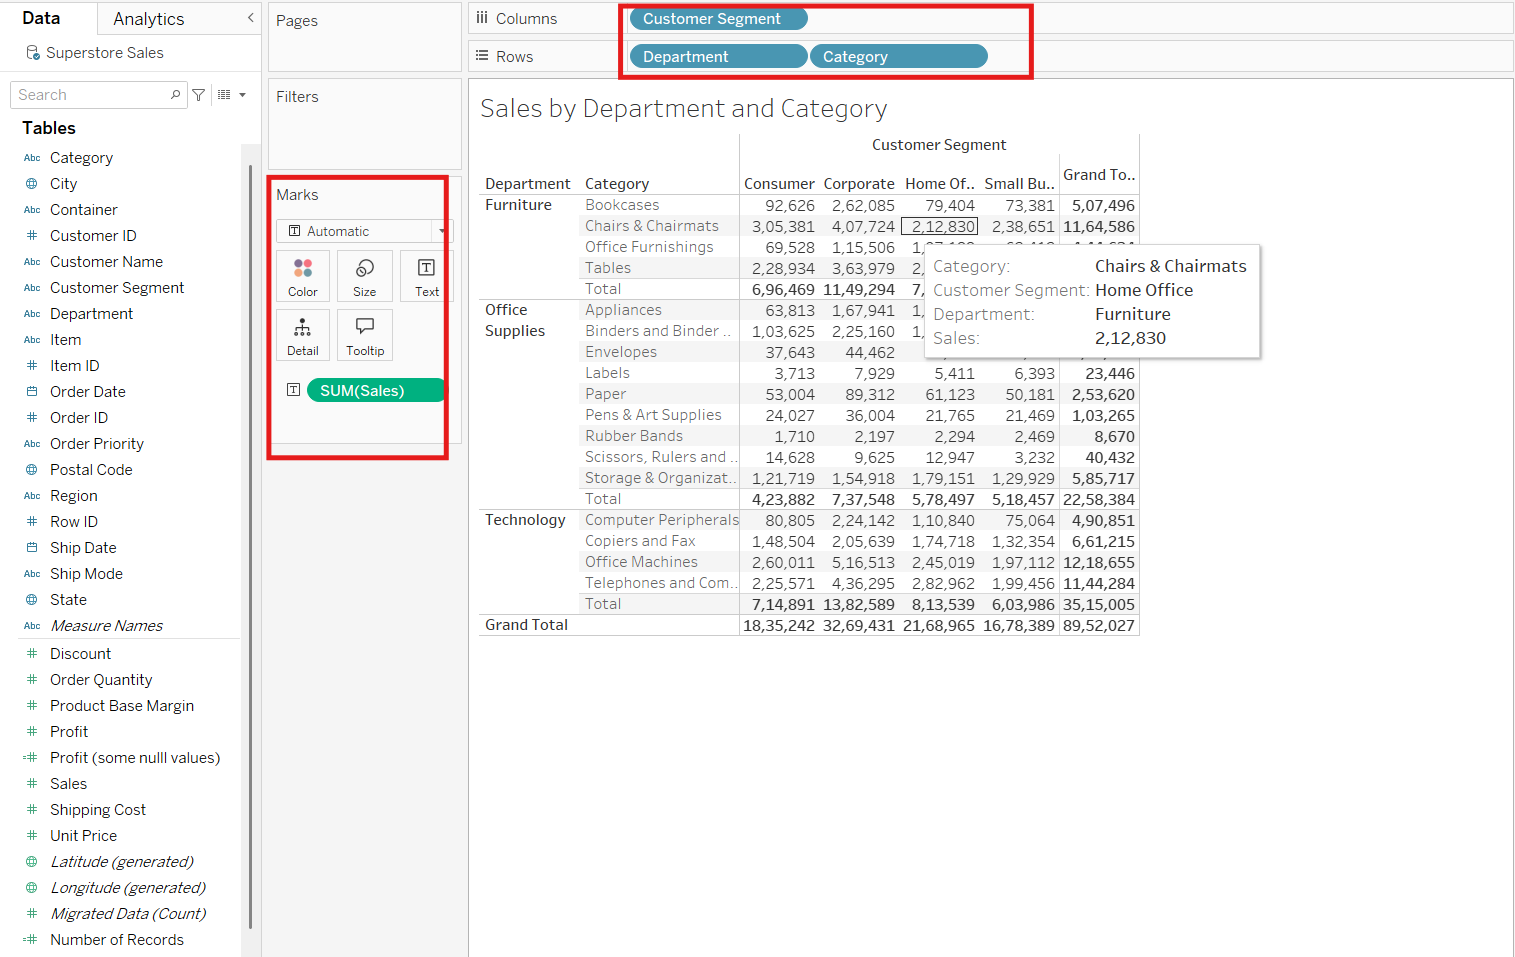 Data Analytics <
Superstore Sales
Search
Tables
Abc Category
City
Abc Container
# Customer ID
Abc Customer Name
Abc Customer Segment
Abc Department
Abc Item
# Item ID
Order Date
# Order ID
Abc Order Priority
Postal Code
Abc Region
# Row ID
Ship Date
Abc Ship Mode
State
Abc Measure Names
# Discount
# Order Quantity
# Product Base Margin
# Profit
=# Profit (some nulll values)
# Sales
# Shipping Cost
# Unit Price
Latitude (generated)
Longitude (generated)
# Migrated Data (Count)
=# Number of Records
Pages
Filters
Marks
T Automatic
Color Size T Text
Detail Tooltip
T SUM(Sales)
Columns Customer Segment
Rows Department Category
Sales by Department and Category
Customer Segment
Department Category Consumer Corporate Home Of.. Small Bu.. Grand To..
Furniture Bookcases 92,626 2,62,085 79,404 73,381 5,07,496
Chairs & Chairmats 3,05,381 4,07,724 2,12,830 2,38,651 11,64,586
Office Furnishings 69,528 1,15,506
Tables 2,28,934 3,63,979 2,
Total 6,96,469 11,49,294 7,
Office Supplies Appliances 63,813 1,67,941 1,
Binders and Binder .. 1,03,625 2,25,160 1,
Envelopes 37,643 44,462
Labels 3,713 7,929 5,411 6,393 23,446
Paper 53,004 89,312 61,123 50,181 2,53,620
Pens & Art Supplies 24,027 36,004 21,765 21,469 1,03,265
Rubber Bands 1,710 2,197 2,294 2,469 8,670
Scissors, Rulers and .. 14,628 9,625 12,947 3,232 40,432
Storage & Organizat.. 1,21,719 1,54,918 1,79,151 1,29,929 5,85,717
Total 4,23,882 7,37,548 5,78,497 5,18,457 22,58,384
Technology Computer Peripherals 80,805 2,24,142 1,10,840 75,064 4,90,851
Copiers and Fax 1,48,504 2,05,639 1,74,718 1,32,354 6,61,215
Office Machines 2,60,011 5,16,513 2,45,019 1,97,112 12,18,655
Telephones and Com.. 2,25,571 4,36,295 2,82,962 1,99,456 11,44,284
Total 7,14,891 13,82,589 8,13,539 6,03,986 35,15,005
Grand Total 18,35,242 32,69,431 21,68,965 16,78,389 89,52,027
Category: Chairs & Chairmats
Customer Segment: Home Office
Department: Furniture
Sales: 2,12,830